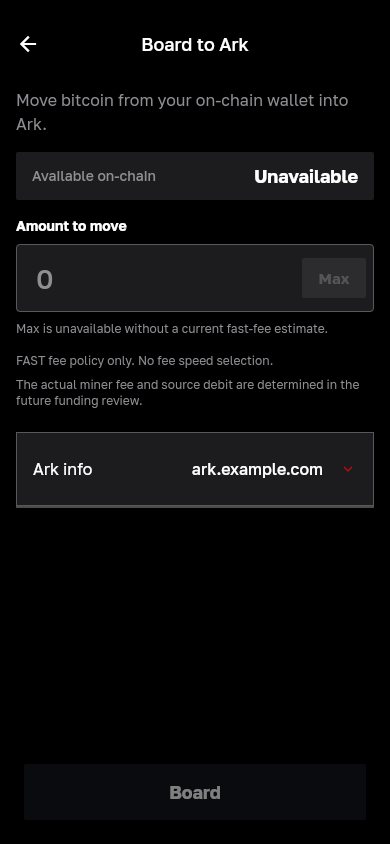 Board to Ark
Move bitcoin from your on-chain wallet into
Ark.
Available on-chain Unavailable
Amount to move
0 Max
Max is unavailable without a current fast-fee estimate.
FAST fee policy only. No fee speed selection.
The actual miner fee and source debit are determined in the
future funding review.
Ark info ark.example.com
Board